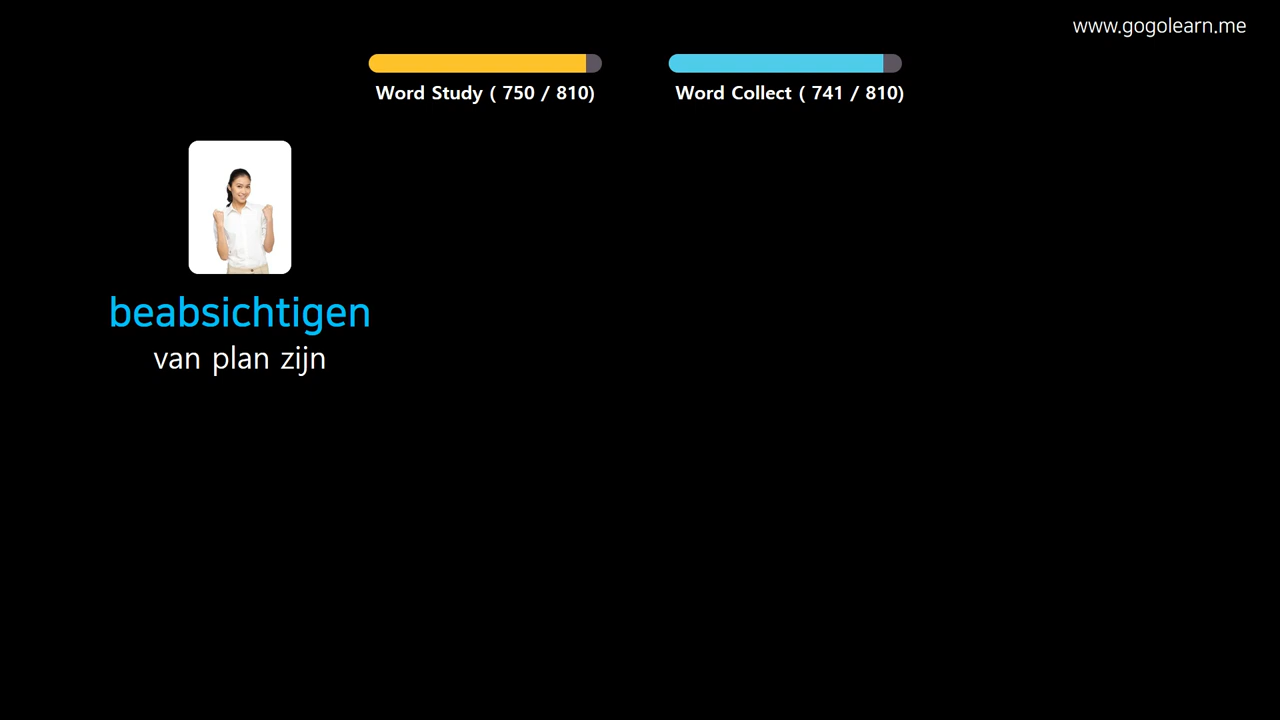 www.gogolearn.me
Word Study ( 750 / 810)
Word Collect ( 741 / 810)
beabsichtigen
van plan zijn